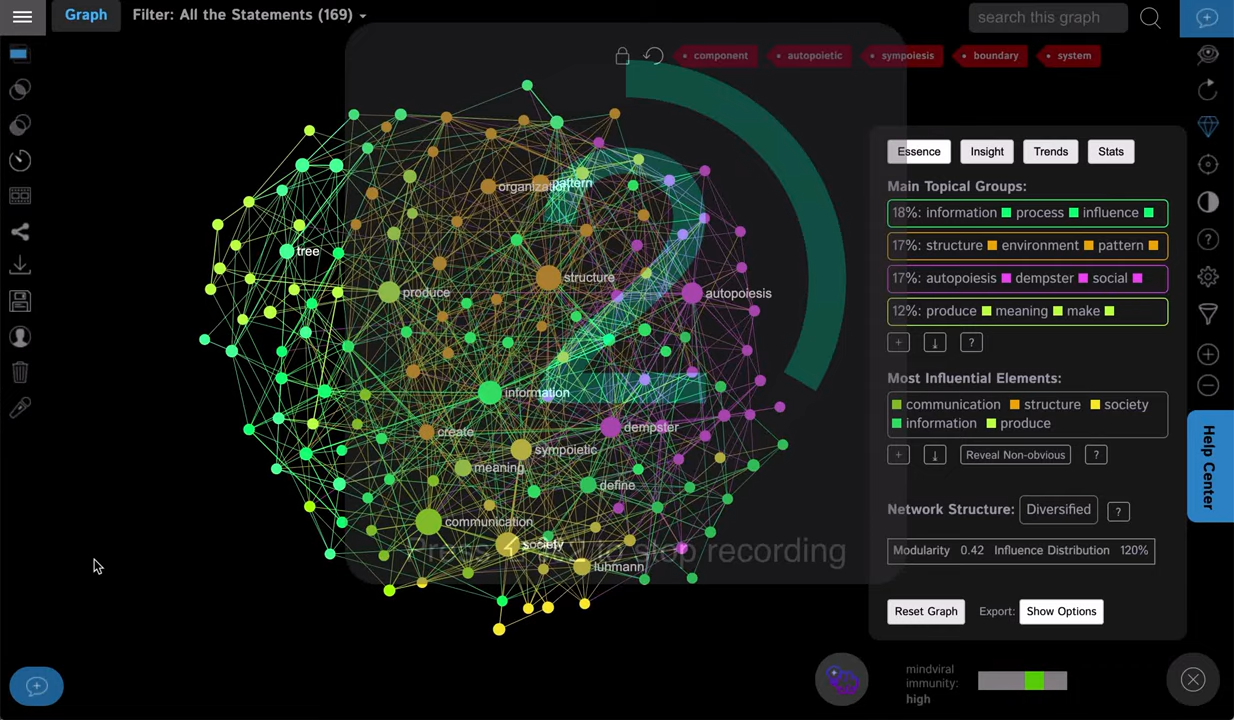 Graph
Filter: All the Statements (169)
search this graph
component
autopoietic
sympoiesis
boundary
system
2
organization
pattern
tree
structure
produce
autopoiesis
information
create
dempster
sympoietic
meaning
define
communication
society
luhmann
to stop recording
Essence
Insight
Trends
Stats
Main Topical Groups:
18%: information process influence
17%: structure environment pattern
17%: autopoiesis dempster social
12%: produce meaning make
+ ?
Most Influential Elements:
communication structure society
information produce
+ Reveal Non-obvious ?
Network Structure: Diversified ?
Modularity 0.42 Influence Distribution 120%
Reset Graph Export: Show Options
mindviral
immunity:
high
Help Center